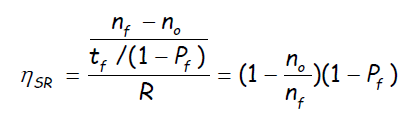 η_SR = ((n_f − n_o) / (t_f /(1 − P_f))) / R = (1 − n_o/n_f)(1 − P_f)